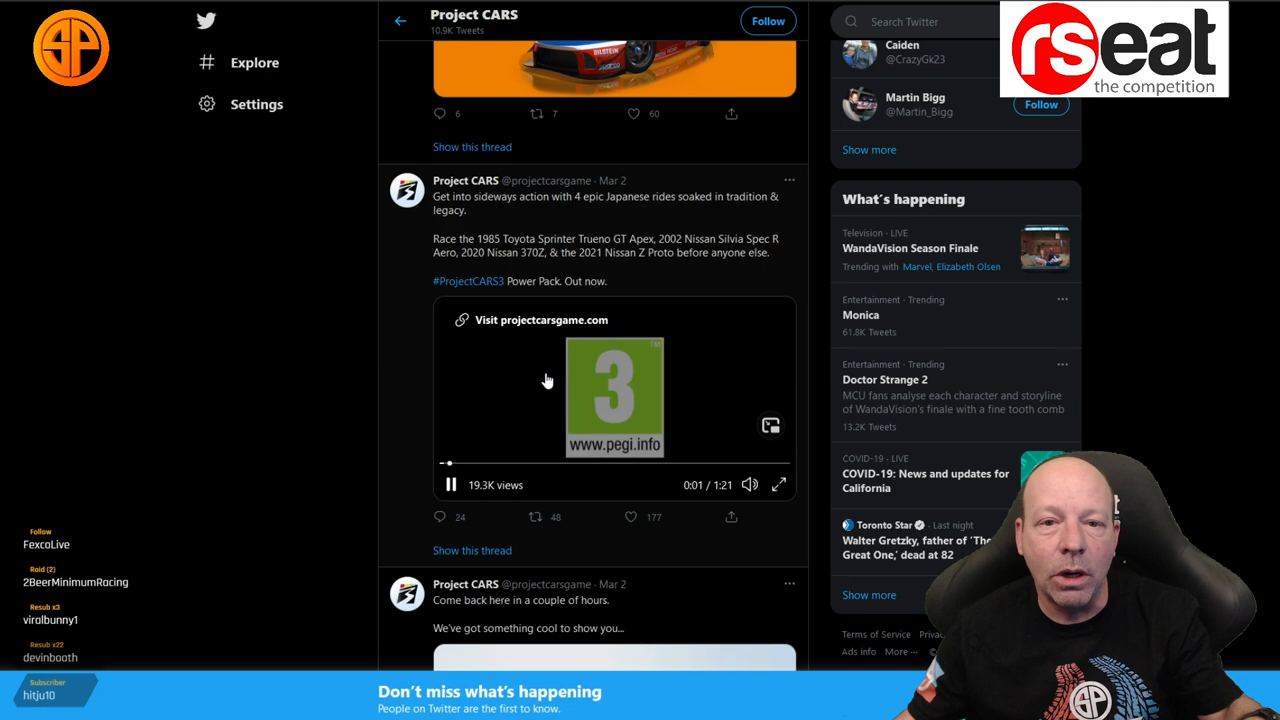 SP
Explore
Settings
Project CARS
10.9K Tweets
Follow
Search Twitter
rseat
the competition
BILSTEIN
6
7
60
Show this thread
Project CARS @projectcarsgame · Mar 2
Get into sideways action with 4 epic Japanese rides soaked in tradition &
legacy.
Race the 1985 Toyota Sprinter Trueno GT Apex, 2002 Nissan Silvia Spec R
Aero, 2020 Nissan 370Z, & the 2021 Nissan Z Proto before anyone else.
#ProjectCARS3 Power Pack. Out now.
Visit projectcarsgame.com
3
TM
www.pegi.info
19.3K views
0:01 / 1:21
24
48
177
Show this thread
Project CARS @projectcarsgame · Mar 2
Come back here in a couple of hours.
We've got something cool to show you...
Caiden
@CrazyGk23
Martin Bigg
@Martin_Bigg
Follow
Show more
What's happening
Television · LIVE
WandaVision Season Finale
Trending with Marvel, Elizabeth Olsen
Entertainment · Trending
Monica
61.8K Tweets
Entertainment · Trending
Doctor Strange 2
MCU fans analyse each character and storyline
of WandaVision's finale with a fine tooth comb
13.2K Tweets
COVID-19 · LIVE
COVID-19: News and updates for
California
Toronto Star · Last night
Walter Gretzky, father of 'The
Great One,' dead at 82
Show more
Terms of Service
Ads info More ···
Follow
FexcoLive
Raid (2)
2BeerMinimumRacing
Resub x3
viralbunny1
Resub x22
devinbooth
Subscriber
hitju10
Don't miss what's happening
People on Twitter are the first to know.
SP